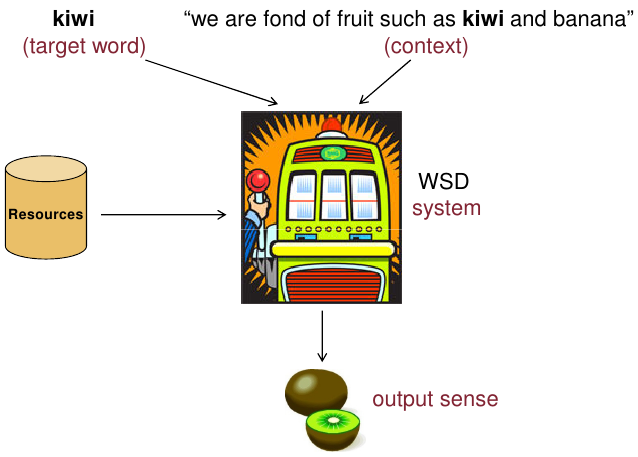 kiwi
(target word)
“we are fond of fruit such as kiwi and banana”
(context)
Resources
WSD
system
output sense